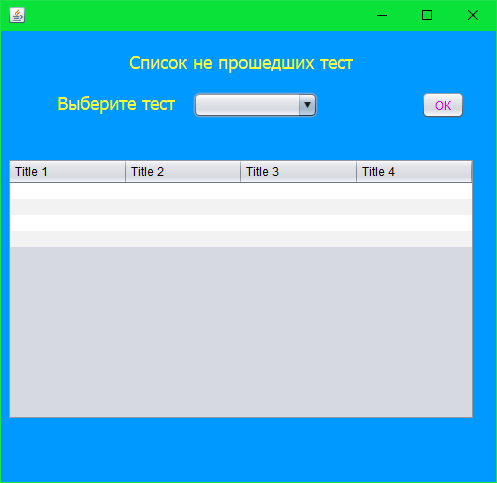 Список не прошедших тест
Выберите тест
OK
Title 1 Title 2 Title 3 Title 4